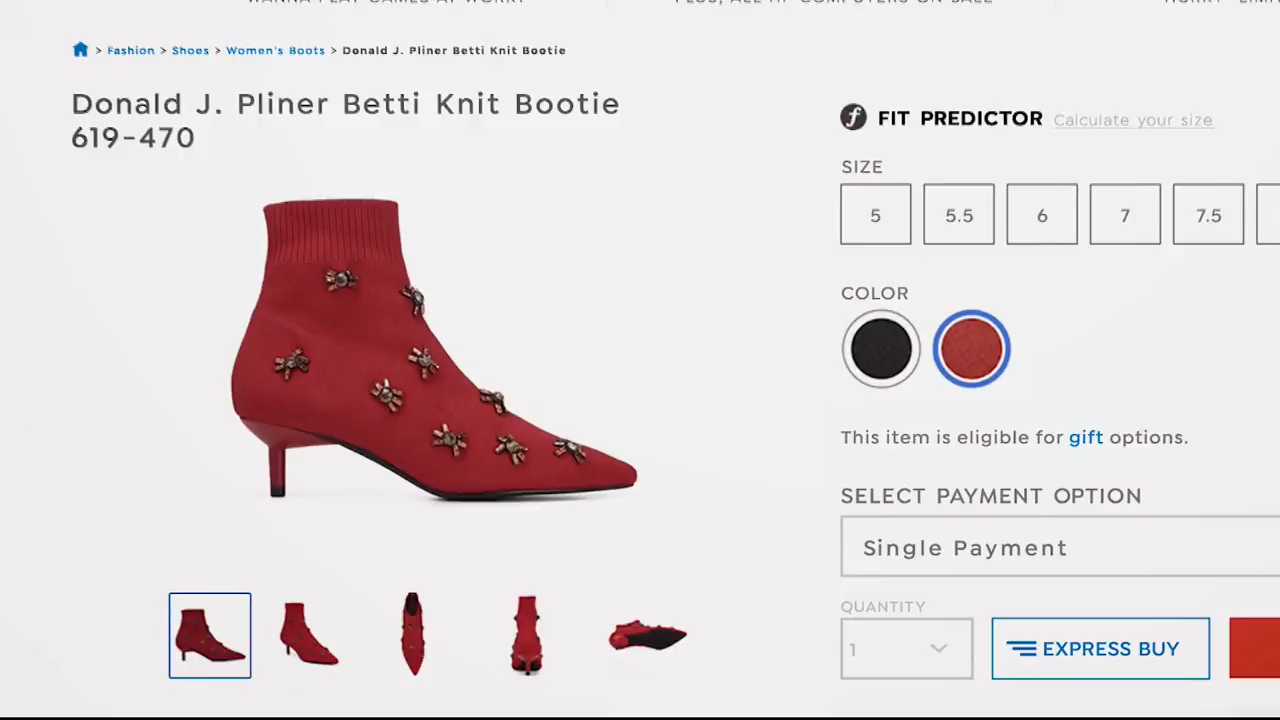 > Fashion > Shoes > Women's Boots > Donald J. Pliner Betti Knit Bootie
Donald J. Pliner Betti Knit Bootie
619-470
f FIT PREDICTOR Calculate your size
SIZE
5 5.5 6 7 7.5
COLOR
This item is eligible for gift options.
SELECT PAYMENT OPTION
Single Payment
QUANTITY
1 EXPRESS BUY